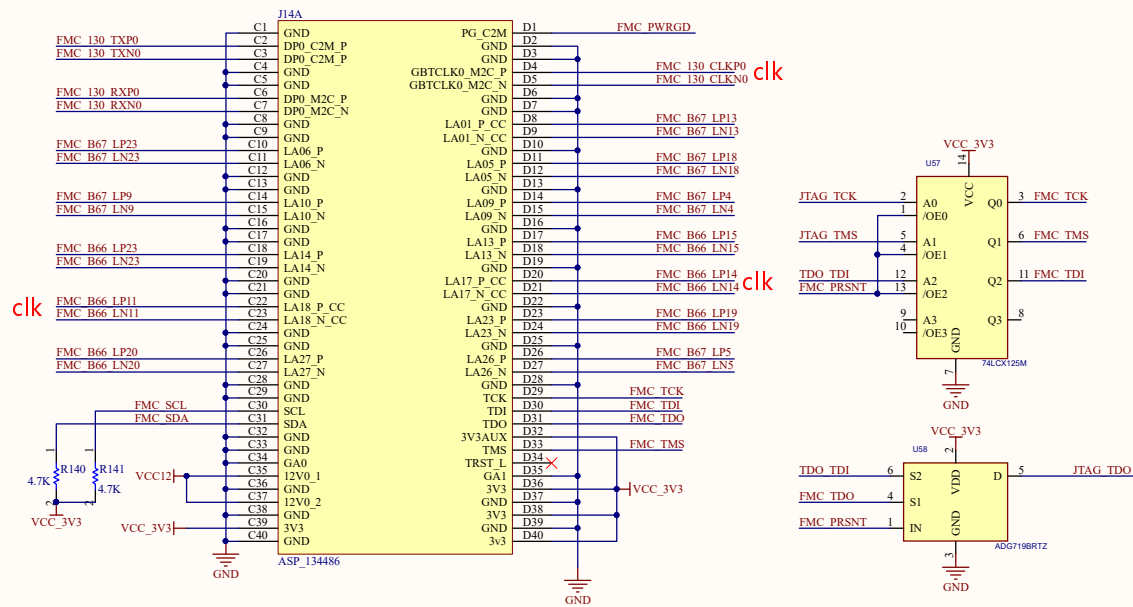 J14A
C1 GND PG_C2M D1 FMC_PWRGD
FMC_130_TXP0 C2 DP0_C2M_P GND D2
FMC_130_TXN0 C3 DP0_C2M_P GND D3
C4 GND GBTCLK0_M2C_P D4 FMC_130_CLKP0 clk
C5 GND GBTCLK0_M2C_N D5 FMC_130_CLKN0
FMC_130_RXP0 C6 DP0_M2C_P GND D6
FMC_130_RXN0 C7 DP0_M2C_N GND D7
C8 GND LA01_P_CC D8 FMC_B67_LP13
C9 GND LA01_N_CC D9 FMC_B67_LN13
FMC_B67_LP23 C10 LA06_P GND D10
FMC_B67_LN23 C11 LA06_N LA05_P D11 FMC_B67_LP18
C12 GND LA05_N D12 FMC_B67_LN18
C13 GND GND D13
FMC_B67_LP9 C14 LA10_P LA09_P D14 FMC_B67_LP4
FMC_B67_LN9 C15 LA10_N LA09_N D15 FMC_B67_LN4
C16 GND GND D16
C17 GND LA13_P D17 FMC_B66_LP15
FMC_B66_LP23 C18 LA14_P LA13_N D18 FMC_B66_LN15
FMC_B66_LN23 C19 LA14_N GND D19
C20 GND LA17_P_CC D20 FMC_B66_LP14 clk
C21 GND LA17_N_CC D21 FMC_B66_LN14
clk FMC_B66_LP11 C22 LA18_P_CC GND D22
FMC_B66_LN11 C23 LA18_N_CC LA23_P D23 FMC_B66_LP19
C24 GND LA23_N D24 FMC_B66_LN19
C25 GND GND D25
FMC_B66_LP20 C26 LA27_P LA26_P D26 FMC_B67_LP5
FMC_B66_LN20 C27 LA27_N LA26_N D27 FMC_B67_LN5
C28 GND GND D28
C29 GND TCK D29 FMC_TCK
FMC_SCL C30 SCL TDI D30 FMC_TDI
FMC_SDA C31 SDA TDO D31 FMC_TDO
C32 GND 3V3AUX D32
C33 GND TMS D33 FMC_TMS
C34 GA0 TRST_L D34
VCC12 C35 12V0_1 GA1 D35
C36 GND 3V3 D36 VCC_3V3
C37 12V0_2 GND D37
C38 GND 3V3 D38
VCC_3V3 C39 3V3 GND D39
C40 GND 3v3 D40
ASP_134486
GND
GND
1 1
R140 R141
4.7K 4.7K
2 2
VCC_3V3
VCC_3V3
U57
14
VCC
JTAG_TCK 2 A0 Q0 3 FMC_TCK
1 /OE0
JTAG_TMS 5 A1 Q1 6 FMC_TMS
4 /OE1
TDO_TDI 12 A2 Q2 11 FMC_TDI
FMC_PRSNT 13 /OE2
9 A3 Q3 8
10 /OE3
GND
7
74LCX125M
GND
VCC_3V3
U58
2
VDD
TDO_TDI 6 S2 D 5 JTAG_TDO
FMC_TDO 4 S1
FMC_PRSNT 1 IN
GND
3
ADG719BRTZ
GND